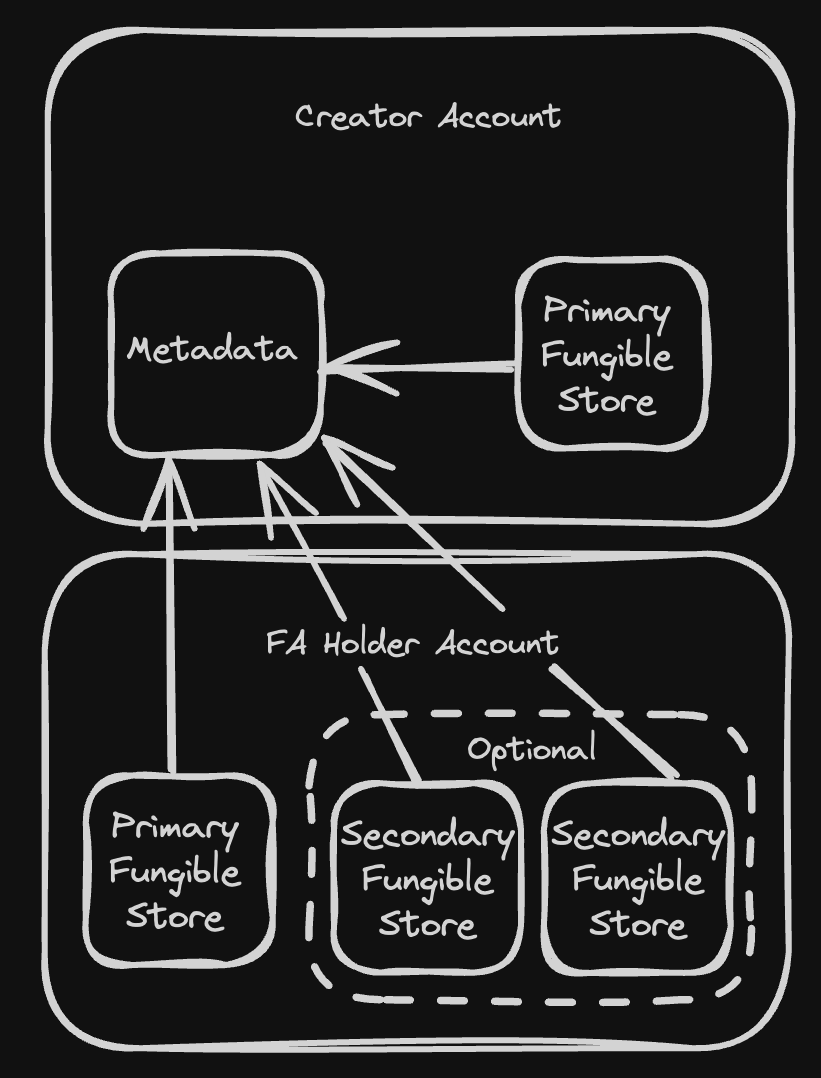 Creator Account
Metadata
Primary
Fungible
Store
FA Holder Account
Optional
Primary
Fungible
Store
Secondary
Fungible
Store
Secondary
Fungible
Store